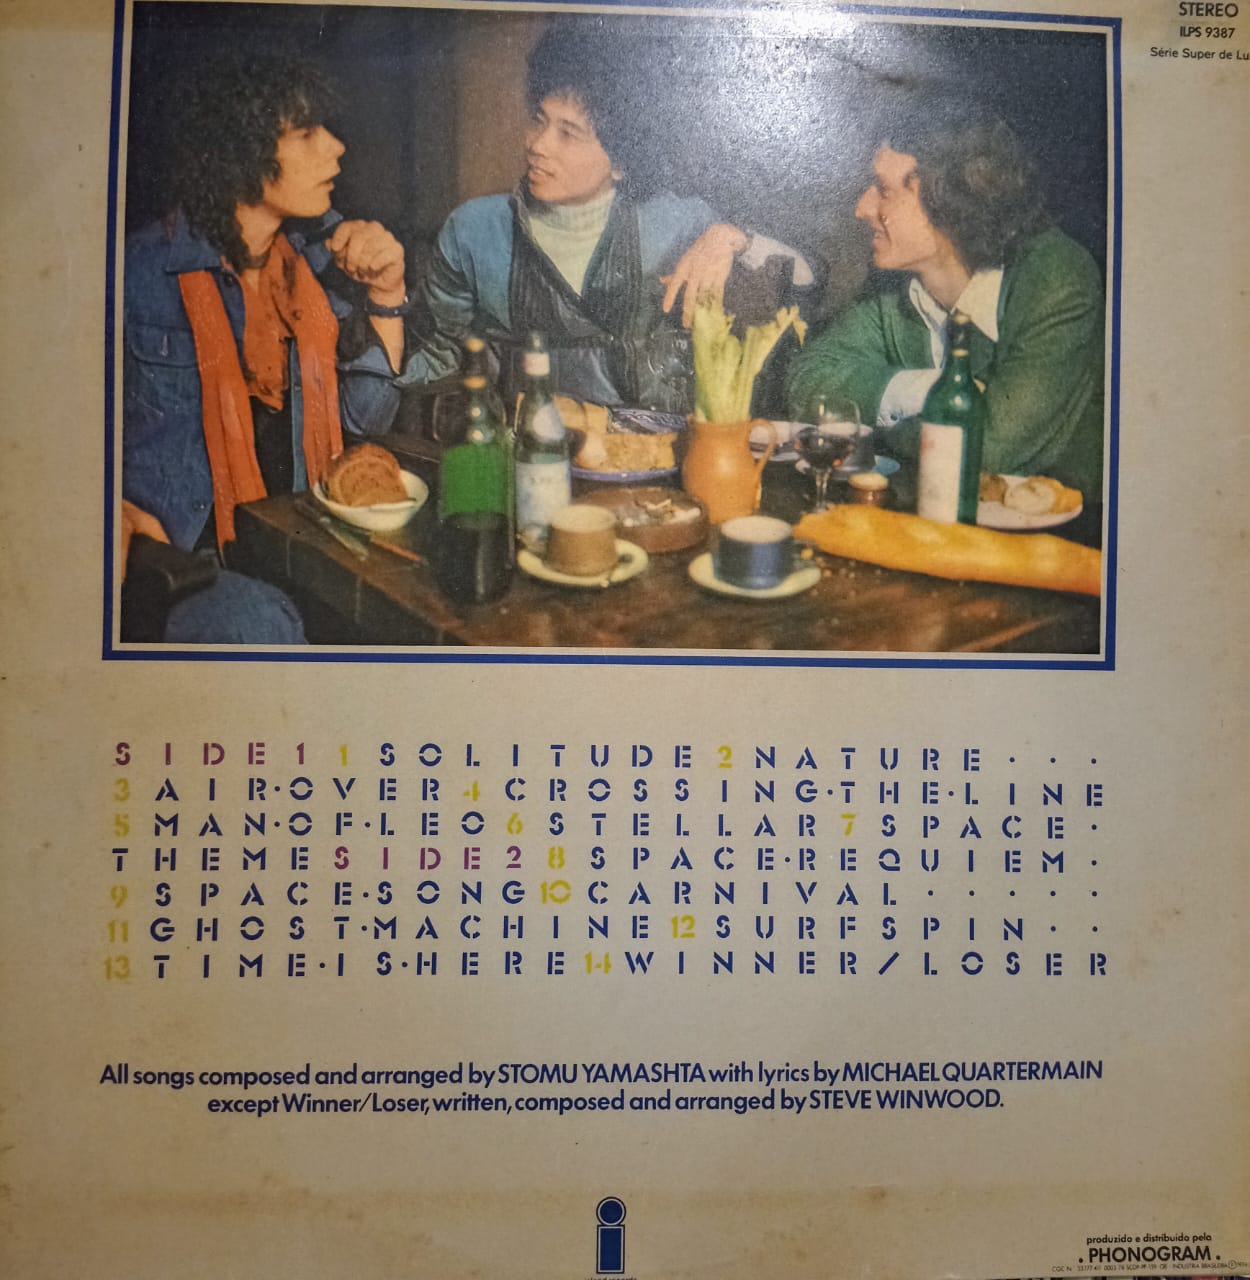 STEREO
ILPS 9387
Série Super de Lu
SIDE 1 1 SOLITUDE 2 NATURE · · ·
3 AIR·OVER 4 CROSSING·THE·LINE
5 MAN·OF·LEO 6 STELLAR 7 SPACE ·
THEME SIDE 2 8 SPACE·REQUIEM ·
9 SPACE·SONG 10 CARNIVAL · · · · ·
11 GHOST·MACHINE 12 SURFSPIN · ·
13 TIME·IS·HERE 14 WINNER/LOSER
All songs composed and arranged by STOMU YAMASHTA with lyrics by MICHAEL QUARTERMAIN
except Winner/Loser, written, composed and arranged by STEVE WINWOOD.
produzido e distribuido pela
. PHONOGRAM .
INDUSTRIA BRASILEIRA